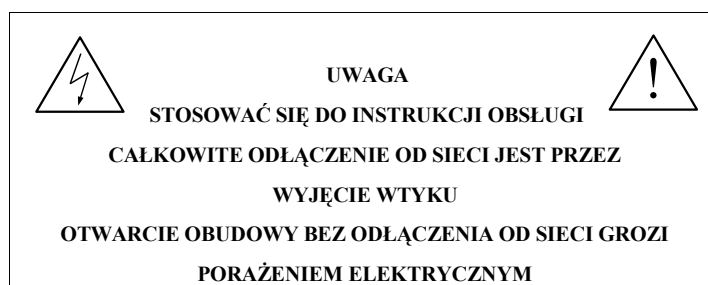 UWAGA
STOSOWAĆ SIĘ DO INSTRUKCJI OBSŁUGI
CAŁKOWITE ODŁĄCZENIE OD SIECI JEST PRZEZ
WYJĘCIE WTYKU
OTWARCIE OBUDOWY BEZ ODŁĄCZENIA OD SIECI GROZI
PORAŻENIEM ELEKTRYCZNYM